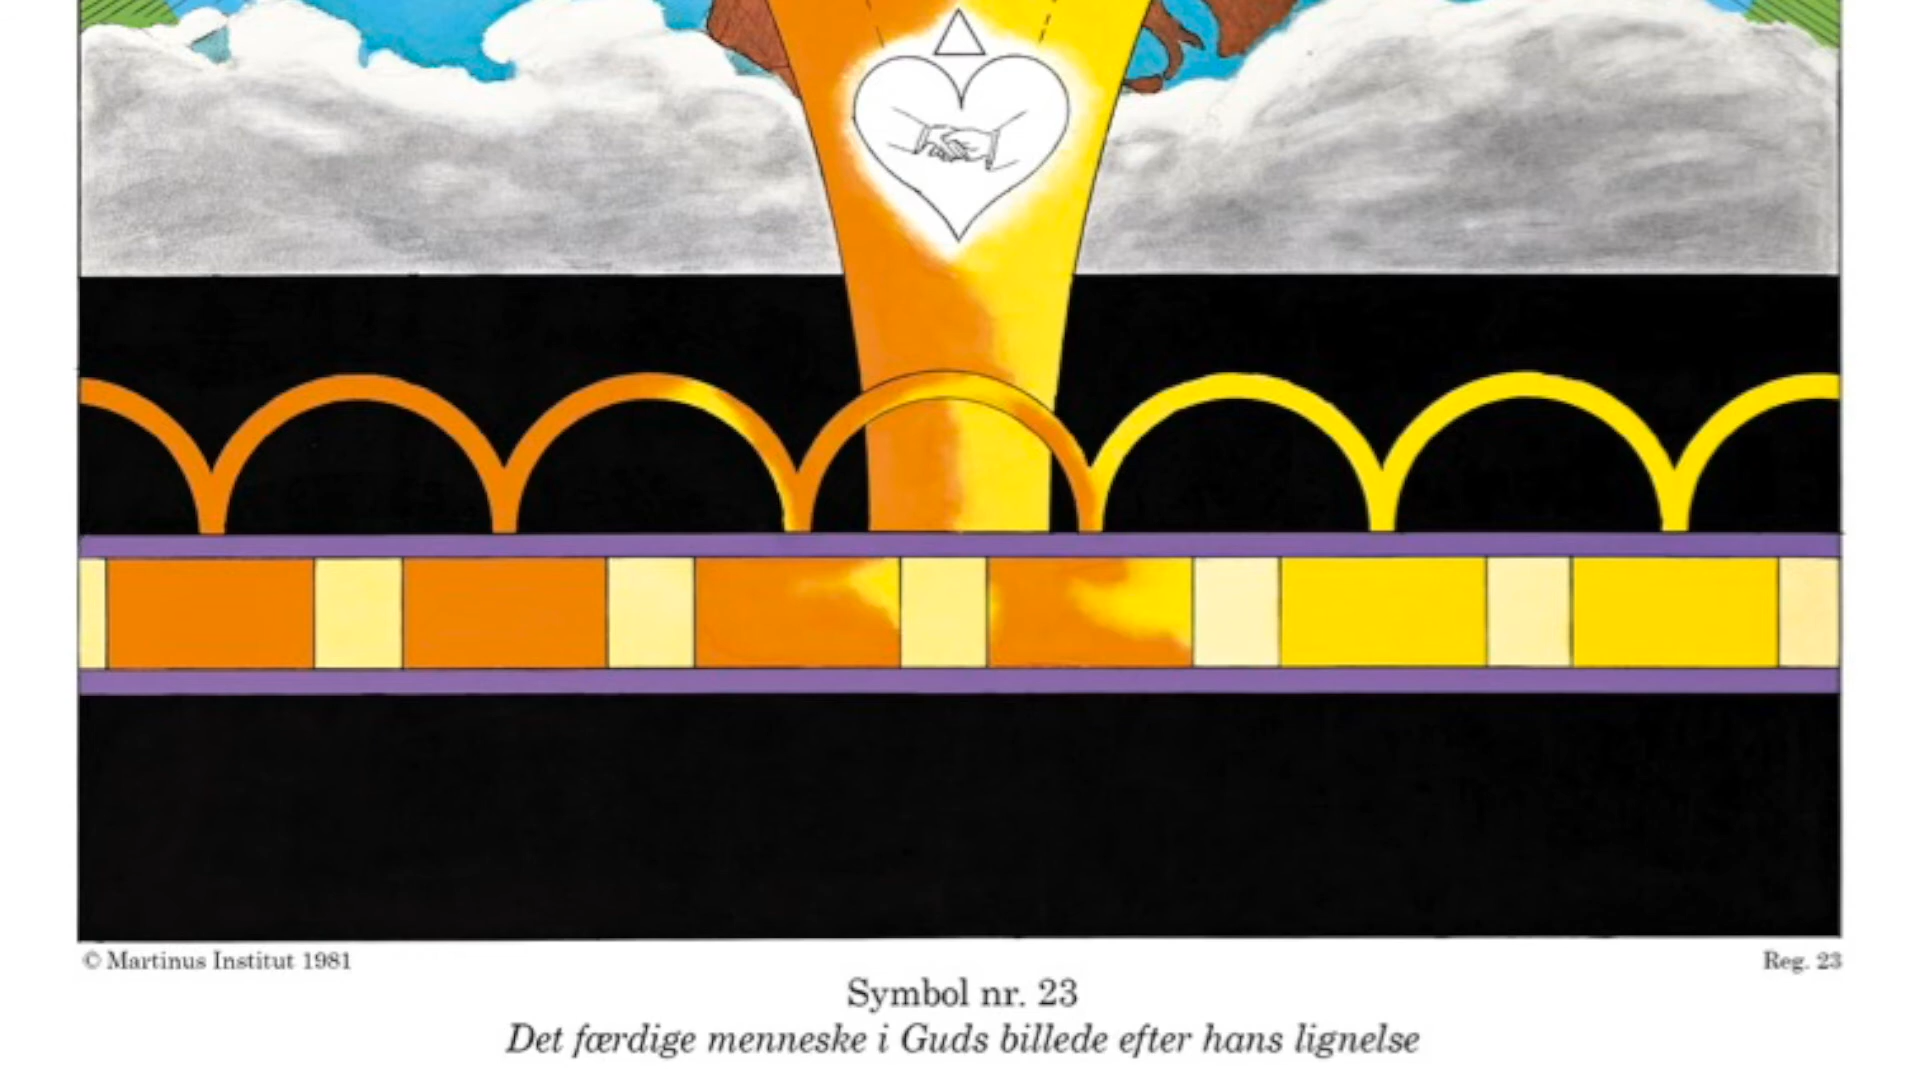 © Martinus Institut 1981
Reg. 23
Symbol nr. 23
Det færdige menneske i Guds billede efter hans lignelse